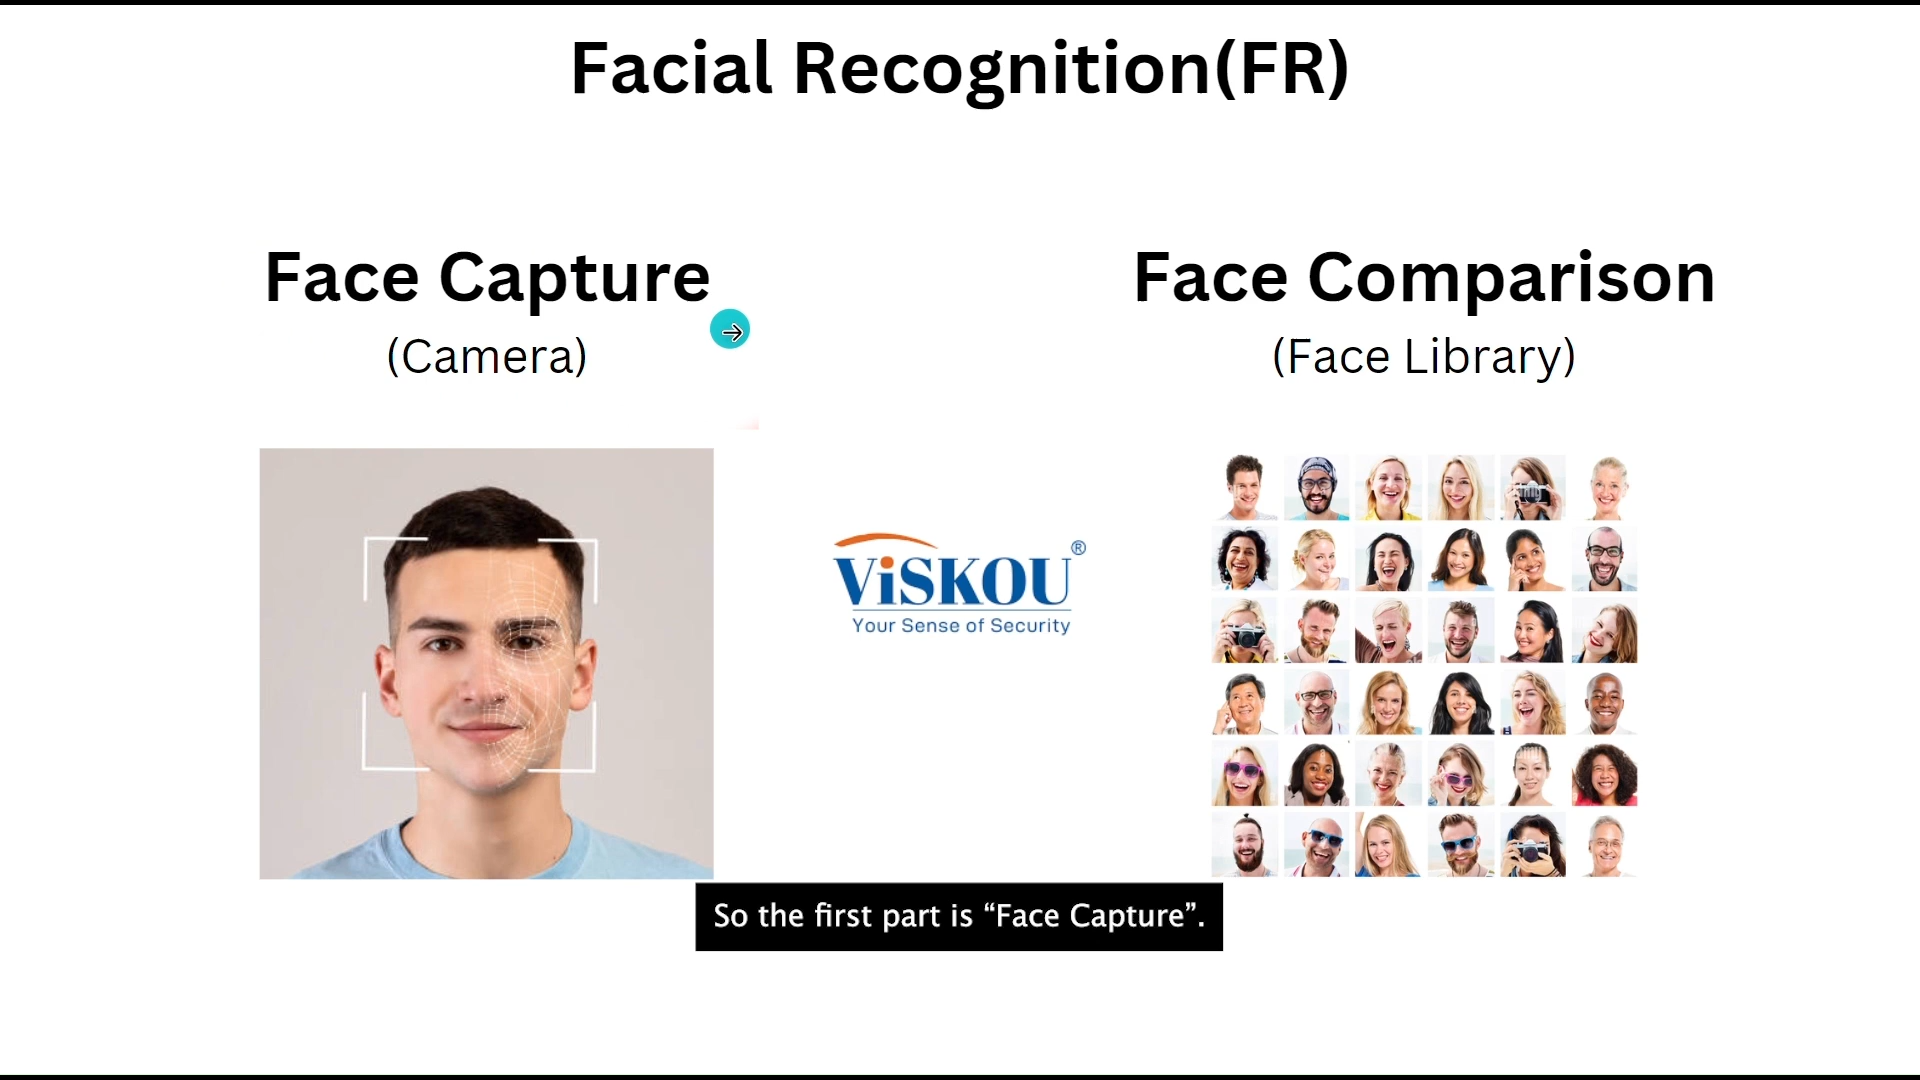 Facial Recognition(FR)
Face Capture
(Camera)
Face Comparison
(Face Library)
ViSKOU®
Your Sense of Security
So the first part is “Face Capture”.